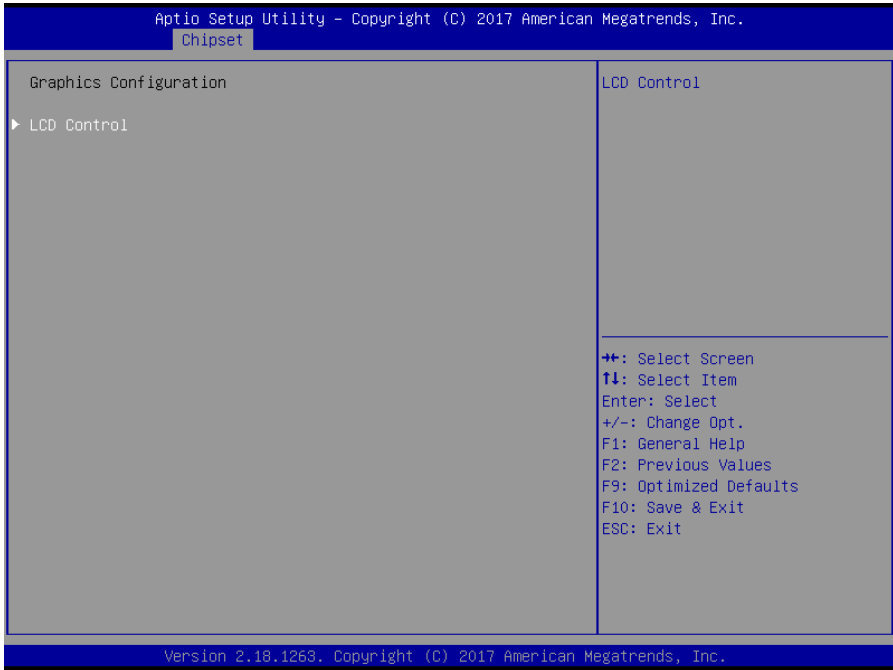 Aptio Setup Utility – Copyright (C) 2017 American Megatrends, Inc.
Chipset
Graphics Configuration
▶ LCD Control
LCD Control
→←: Select Screen
↑↓: Select Item
Enter: Select
+/-: Change Opt.
F1: General Help
F2: Previous Values
F9: Optimized Defaults
F10: Save & Exit
ESC: Exit
Version 2.18.1263. Copyright (C) 2017 American Megatrends, Inc.